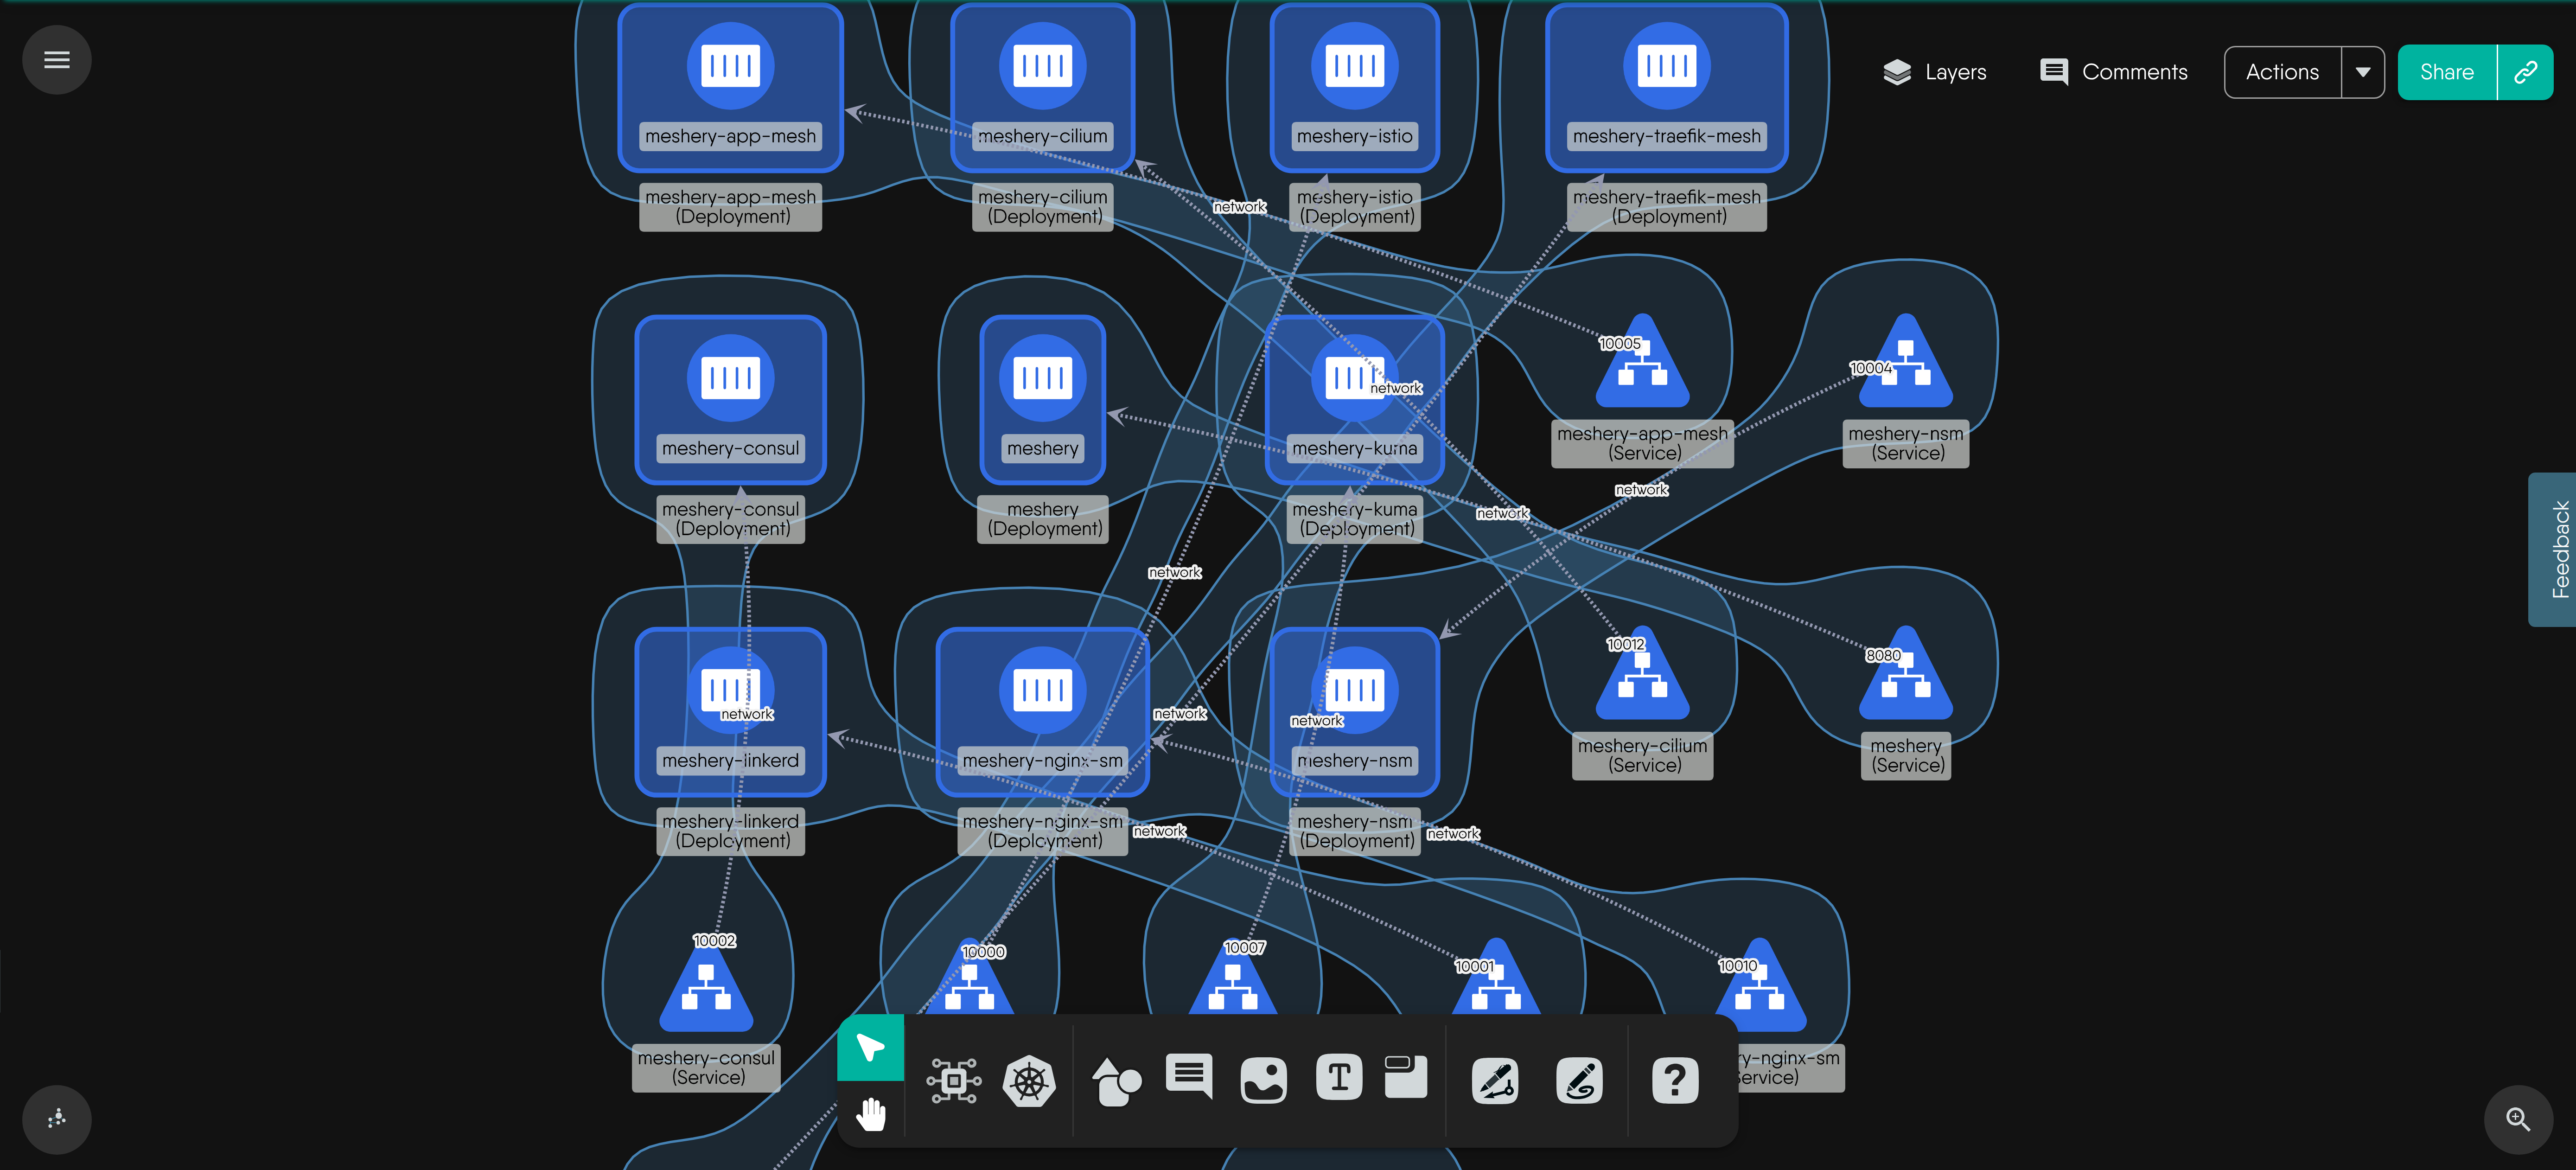 Layers
Comments
Actions
Share
meshery-app-mesh
meshery-cilium
meshery-istio
meshery-traefik-mesh
meshery-app-mesh
(Deployment)
meshery-cilium
(Deployment)
meshery-istio
(Deployment)
meshery-traefik-mesh
(Deployment)
network
10005
10004
network
meshery-consul
meshery
meshery-kuma
meshery-app-mesh
(Service)
meshery-nsm
(Service)
network
network
meshery-consul
(Deployment)
meshery
(Deployment)
meshery-kuma
(Deployment)
Feedback
network
10012
8080
network
network
network
meshery-linkerd
meshery-nginx-sm
meshery-nsm
meshery-cilium
(Service)
meshery
(Service)
meshery-linkerd
(Deployment)
meshery-nginx-sm
(Deployment)
meshery-nsm
(Deployment)
network
network
10002
10000
10007
10001
10010
meshery-consul
(Service)
ry-nginx-sm
ervice)
T
?